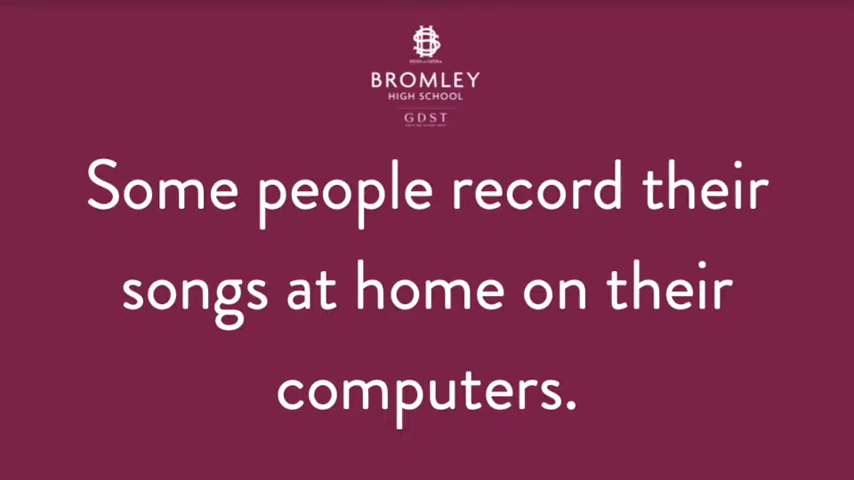 BROMLEY
HIGH SCHOOL
GDST
Some people record their
songs at home on their
computers.